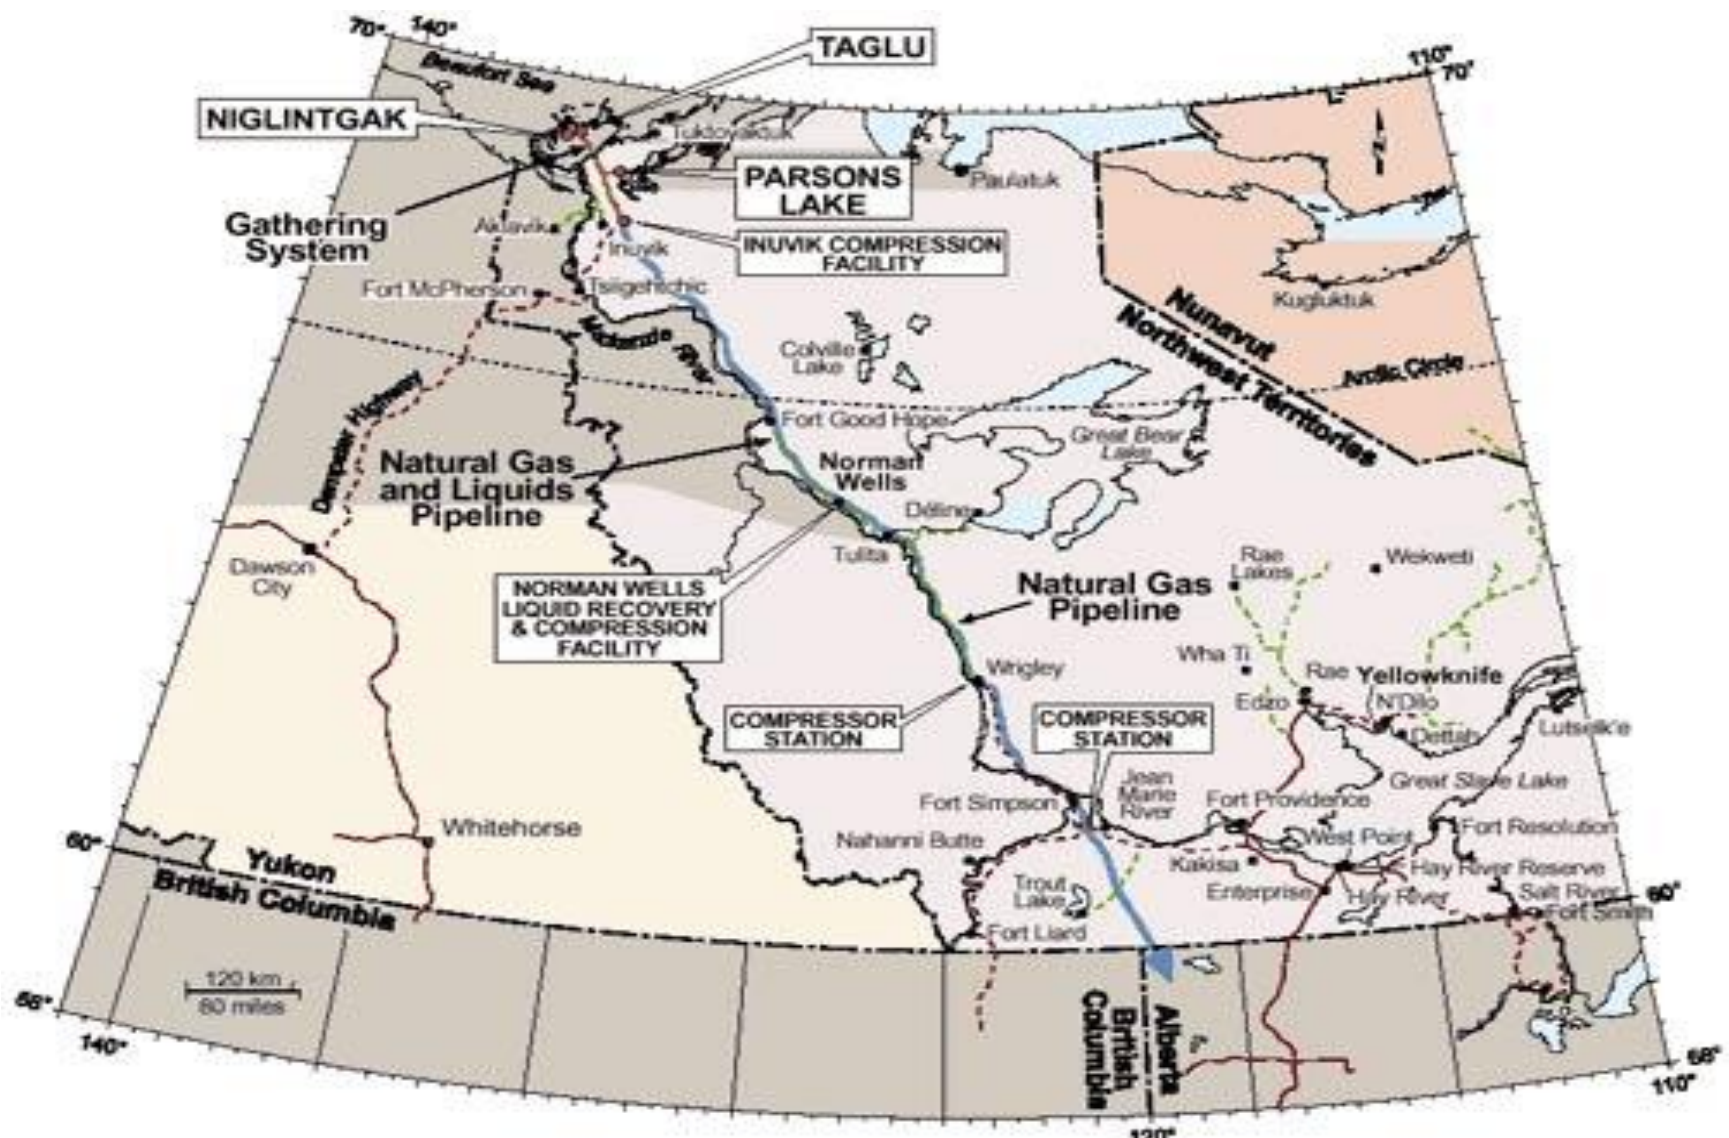 70°
140°
110°
70°
Beaufort Sea
TAGLU
NIGLINTGAK
Tuktoyaktuk
N
PARSONS
LAKE
Paulatuk
Gathering
System
Aklavik
Inuvik
INUVIK COMPRESSION
FACILITY
Fort McPherson
Tsiigehtchic
Kugluktuk
Nunavut
Northwest Territories
Mackenzie River
Colville
Lake
Arctic Circle
Dempster Highway
Fort Good Hope
Great Bear
Lake
Natural Gas
and Liquids
Pipeline
Norman
Wells
Déline
Tulita
Dawson
City
Rae
Lakes
Wekweti
NORMAN WELLS
LIQUID RECOVERY
& COMPRESSION
FACILITY
Natural Gas
Pipeline
Wha Ti
Wrigley
Rae
Yellowknife
Edzo
N'Dilo
Dettah
Lutselk'e
COMPRESSOR
STATION
COMPRESSOR
STATION
Great Slave Lake
Fort Simpson
Jean
Marie
River
Fort Providence
Whitehorse
Nahanni Butte
West Point
Fort Resolution
60°
Kakisa
Hay River Reserve
Yukon
British Columbia
Trout
Lake
Enterprise
Hay River
Salt River
60°
Fort Smith
Fort Liard
120 km
80 miles
British
Columbia
Alberta
58°
140°
120°
58°
110°